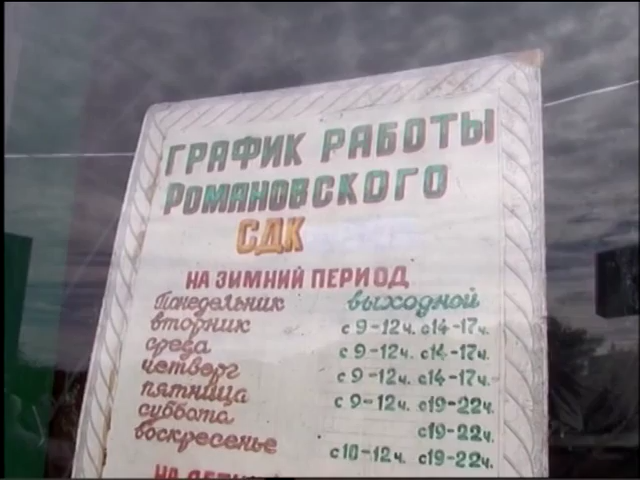 ГРАФИК РАБОТЫ
РОМАНОВСКОГО
СДК
НА ЗИМНИЙ ПЕРИОД
Понедельник выходной
вторник с 9-12ч. с14-17ч.
среда с 9-12ч. с14-17ч.
четверг с 9-12ч. с14-17ч.
пятница с 9-12ч. с19-22ч.
суббота с19-22ч.
воскресенье с10-12ч. с19-22ч.
НА